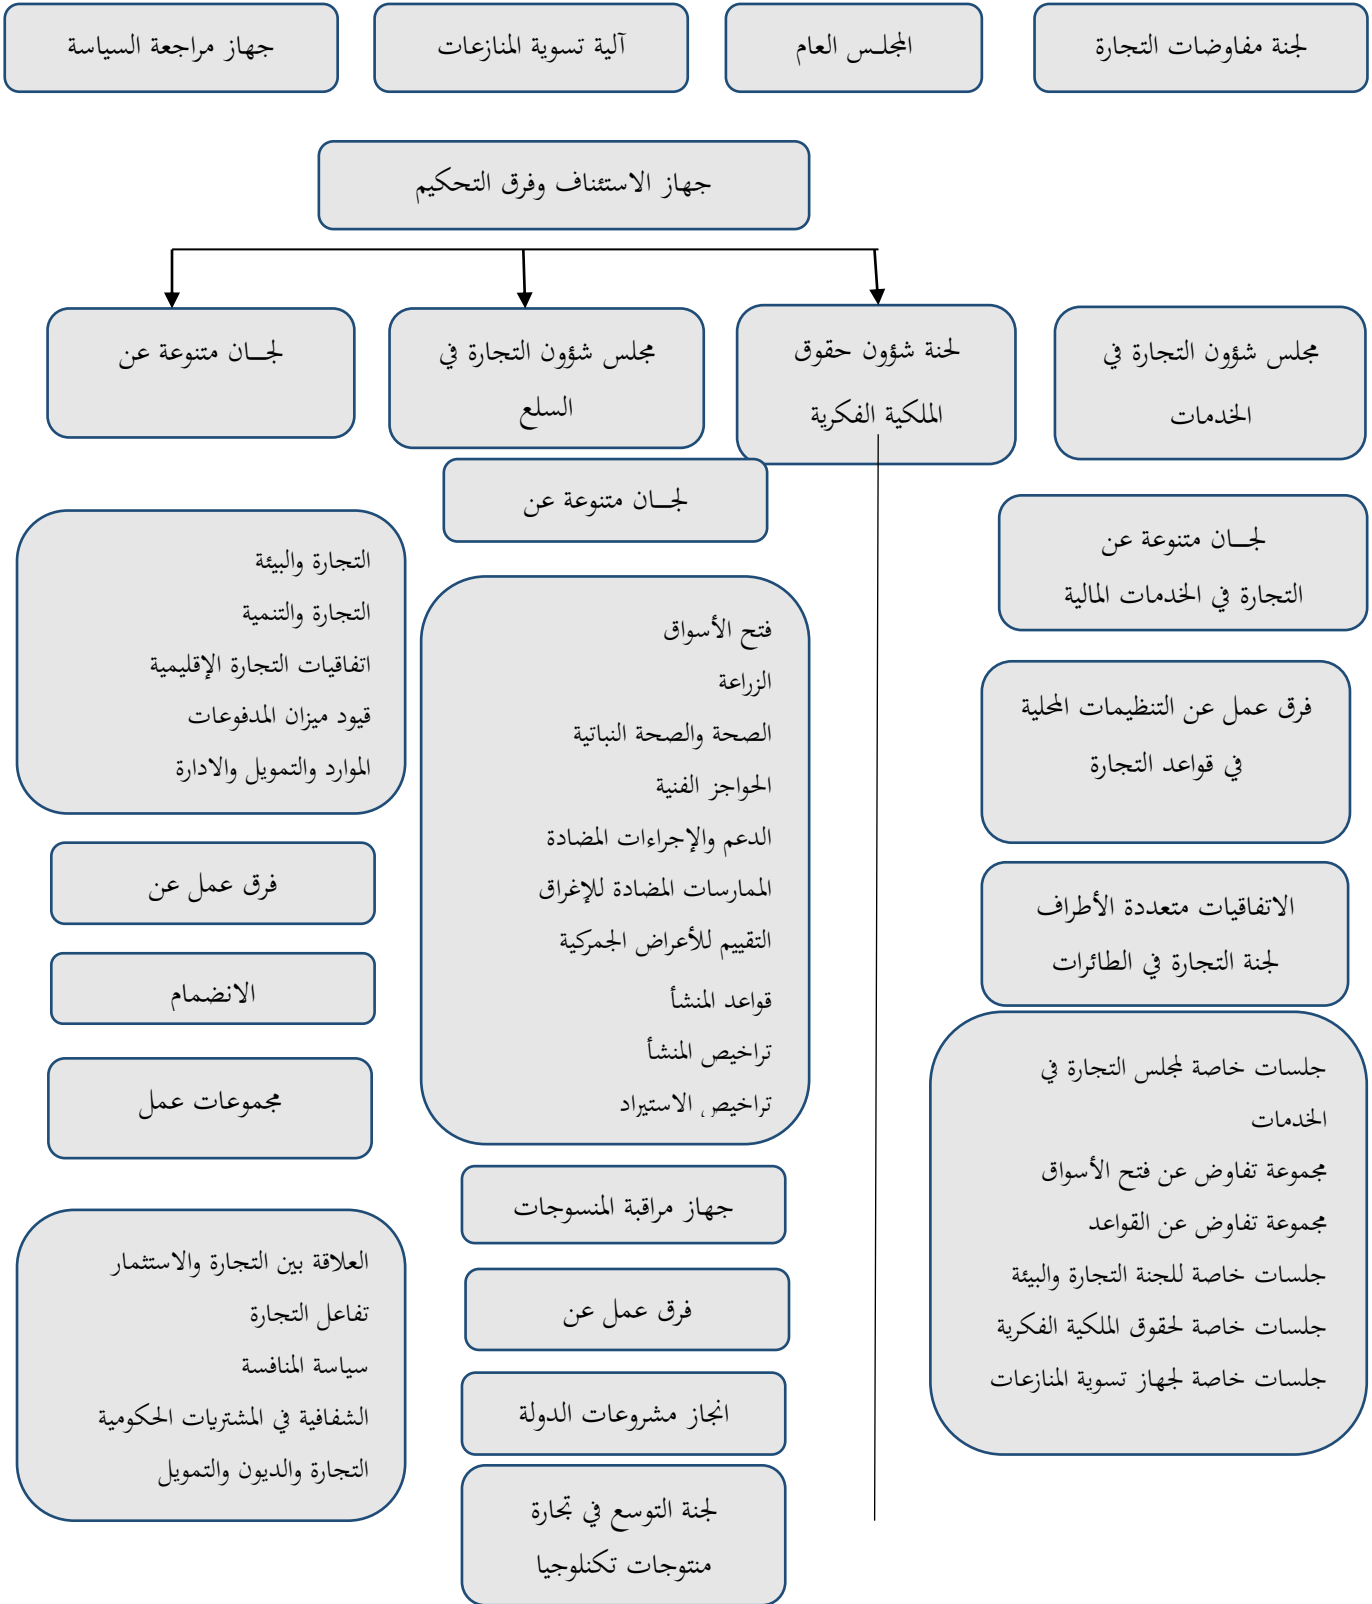 لجنة مفاوضات التجارة
المجلس العام
آلية تسوية المنازعات
جهاز مراجعة السياسة
جهاز الاستئناف وفرق التحكيم
مجلس شؤون التجارة في
الخدمات
لحنة شؤون حقوق
الملكية الفكرية
مجلس شؤون التجارة في
السلع
لجـــان متنوعة عن
لجـــان متنوعة عن
التجارة في الخدمات المالية
فرق عمل عن التنظيمات المحلية
في قواعد التجارة
الاتفاقيات متعددة الأطراف
لجنة التجارة في الطائرات
جلسات خاصة لمجلس التجارة في
الخدمات
مجموعة تفاوض عن فتح الأسواق
مجموعة تفاوض عن القواعد
جلسات خاصة للجنة التجارة والبيئة
جلسات خاصة لحقوق الملكية الفكرية
جلسات خاصة لجهاز تسوية المنازعات
لجـــان متنوعة عن
فتح الأسواق
الزراعة
الصحة والصحة النباتية
الحواجز الفنية
الدعم والإجراءات المضادة
الممارسات المضادة للإغراق
التقييم للأعراض الجمركية
قواعد المنشأ
تراخيص المنشأ
تراخيص الاستيراد
جهاز مراقبة المنسوجات
فرق عمل عن
انجاز مشروعات الدولة
لجنة التوسع في تجارة
منتوجات تكنلوجيا
التجارة والبيئة
التجارة والتنمية
اتفاقيات التجارة الإقليمية
قيود ميزان المدفوعات
الموارد والتمويل والادارة
فرق عمل عن
الانضمام
مجموعات عمل
العلاقة بين التجارة والاستثمار
تفاعل التجارة
سياسة المنافسة
الشفافية في المشتريات الحكومية
التجارة والديون والتمويل